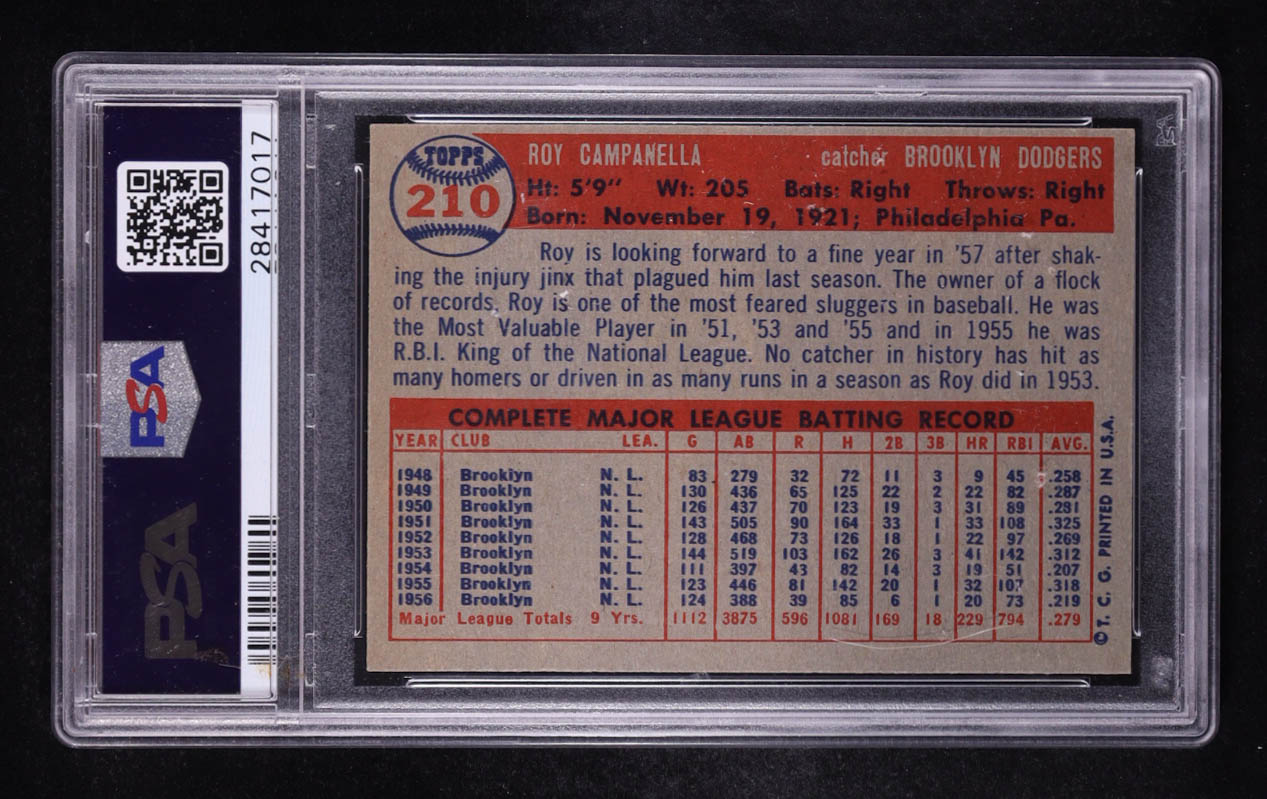 28417017
PSA
PSA
TOPPS
210
ROY CAMPANELLA catcher BROOKLYN DODGERS
Ht: 5'9" Wt: 205 Bats: Right Throws: Right
Born: November 19, 1921; Philadelphia Pa.
Roy is looking forward to a fine year in '57 after shak-
ing the injury jinx that plagued him last season. The owner of a flock
of records, Roy is one of the most feared sluggers in baseball. He was
the Most Valuable Player in '51, '53 and '55 and in 1955 he was
R.B.I. King of the National League. No catcher in history has hit as
many homers or driven in as many runs in a season as Roy did in 1953.
COMPLETE MAJOR LEAGUE BATTING RECORD
YEAR CLUB LEA. G AB R H 2B 3B HR RBI AVG.
1948 Brooklyn N. L. 83 279 32 72 11 3 9 45 .258
1949 Brooklyn N. L. 130 436 65 125 22 2 22 82 .287
1950 Brooklyn N. L. 126 437 70 123 19 3 31 89 .281
1951 Brooklyn N. L. 143 505 90 164 33 1 33 108 .325
1952 Brooklyn N. L. 128 468 73 126 18 1 22 97 .269
1953 Brooklyn N. L. 144 519 103 162 26 3 41 142 .312
1954 Brooklyn N. L. 111 397 43 82 14 3 19 51 .207
1955 Brooklyn N. L. 123 446 81 142 20 1 32 107 .318
1956 Brooklyn N. L. 124 388 39 85 6 1 20 73 .219
Major League Totals 9 Yrs. 1112 3875 596 1081 169 18 229 794 .279
© T. C. G. PRINTED IN U.S.A.
PSA